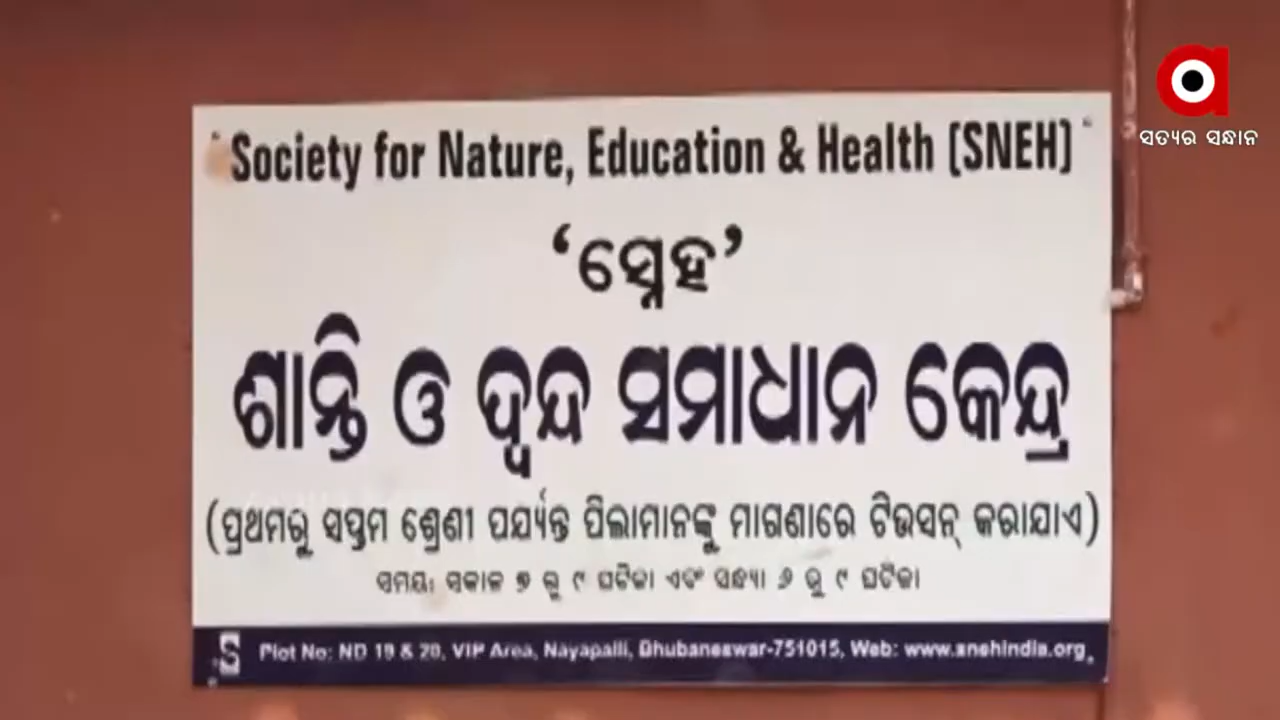 Society for Nature, Education & Health (SNEH)
‘ସ୍ନେହ’
ଶାନ୍ତି ଓ ଦ୍ୱନ୍ଦ ସମାଧାନ କେନ୍ଦ୍ର
(ପ୍ରଥମରୁ ସପ୍ତମ ଶ୍ରେଣୀ ପର୍ଯ୍ୟନ୍ତ ପିଲାମାନଙ୍କୁ ମାଗଣାରେ ଟିଉସନ୍ କରାଯାଏ)
ସମୟ: ସକାଳ ୭ ରୁ ୯ ଘଟିକା ଏବଂ ସନ୍ଧ୍ୟା ୬ ରୁ ୯ ଘଟିକା
S Plot No: ND 19 & 20, VIP Area, Nayapalli, Bhubaneswar-751015, Web: www.snehindia.org
a
ସତ୍ୟର ସନ୍ଧାନ